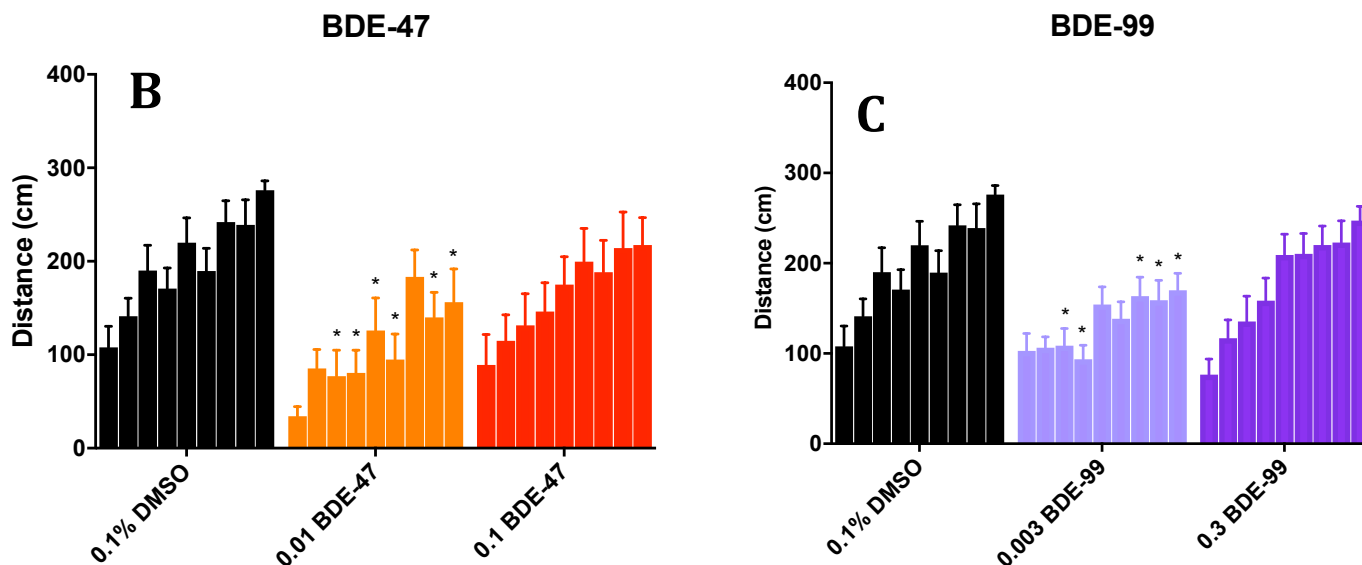 BDE-47
B
Distance (cm)
400
300
200
100
0
* * * * * *
0.1% DMSO
0.01 BDE-47
0.1 BDE-47
BDE-99
C
Distance (cm)
400
300
200
100
0
* * * * *
0.1% DMSO
0.003 BDE-99
0.3 BDE-99